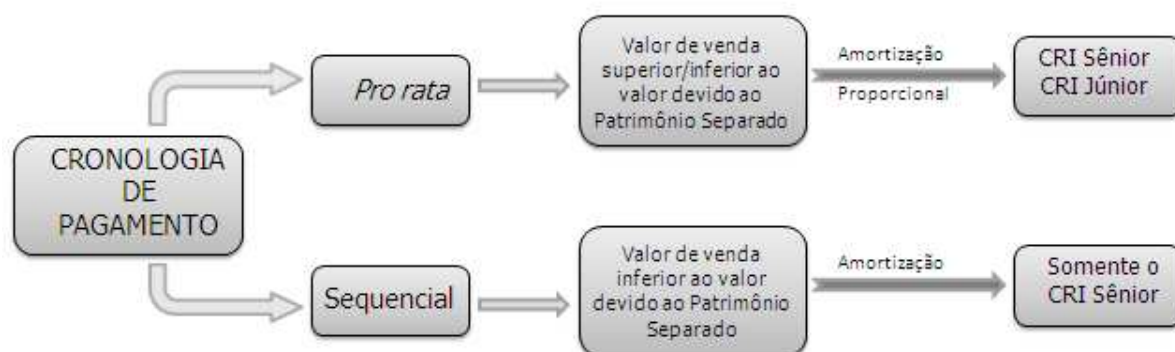 CRONOLOGIA
DE
PAGAMENTO
Pro rata
Valor de venda
superior/inferior ao
valor devido ao
Patrimônio Separado
Amortização
Proporcional
CRI Sênior
CRI Júnior
Sequencial
Valor de venda
inferior ao valor
devido ao Patrimônio
Separado
Amortização
Somente o
CRI Sênior